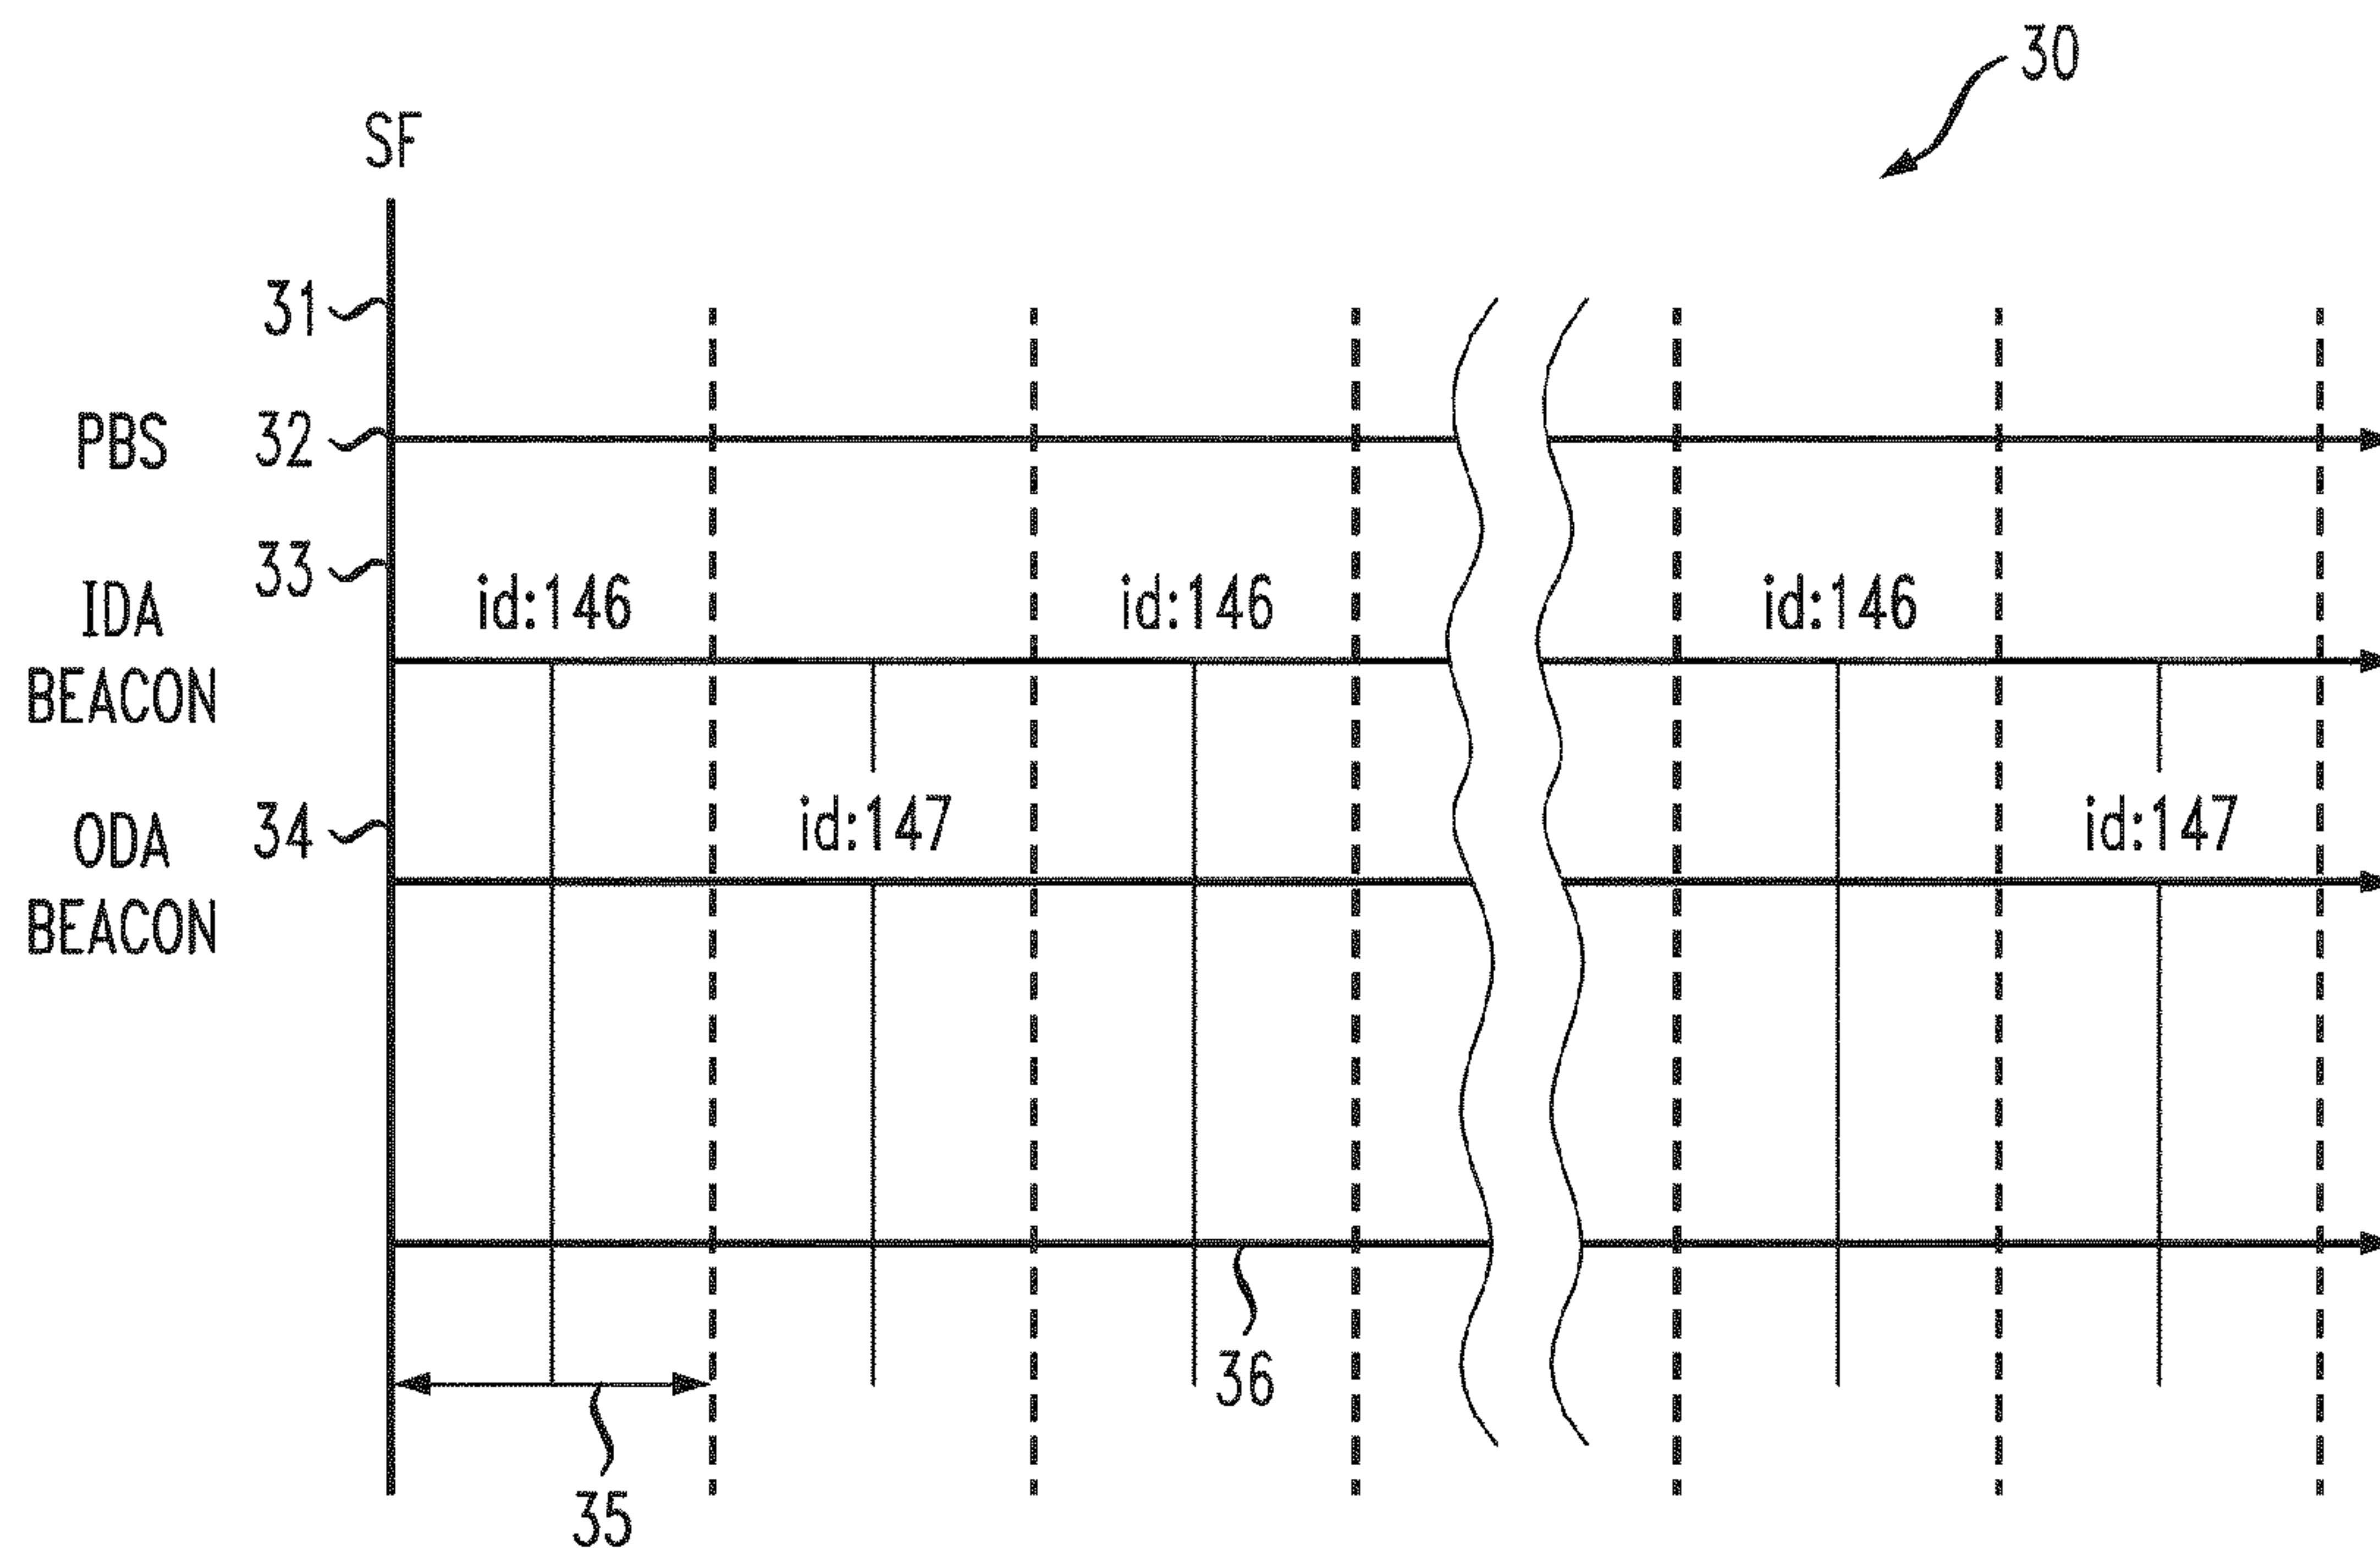 30
SF
31
PBS 32
33
IDA
BEACON
id:146 id:146 id:146
34
ODA
BEACON
id:147 id:147
36
35